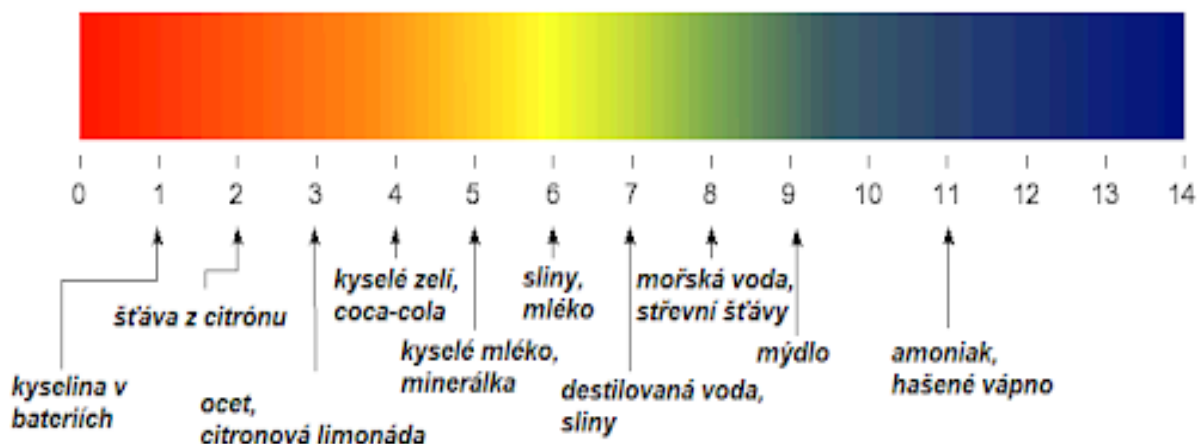 0 1 2 3 4 5 6 7 8 9 10 11 12 13 14
kyselina v
bateriích
šťáva z citrónu
ocet,
citronová limonáda
kyselé zelí,
coca-cola
kyselé mléko,
minerálka
sliny,
mléko
destilovaná voda,
sliny
mořská voda,
střevní šťávy
mýdlo
amoniak,
hašené vápno